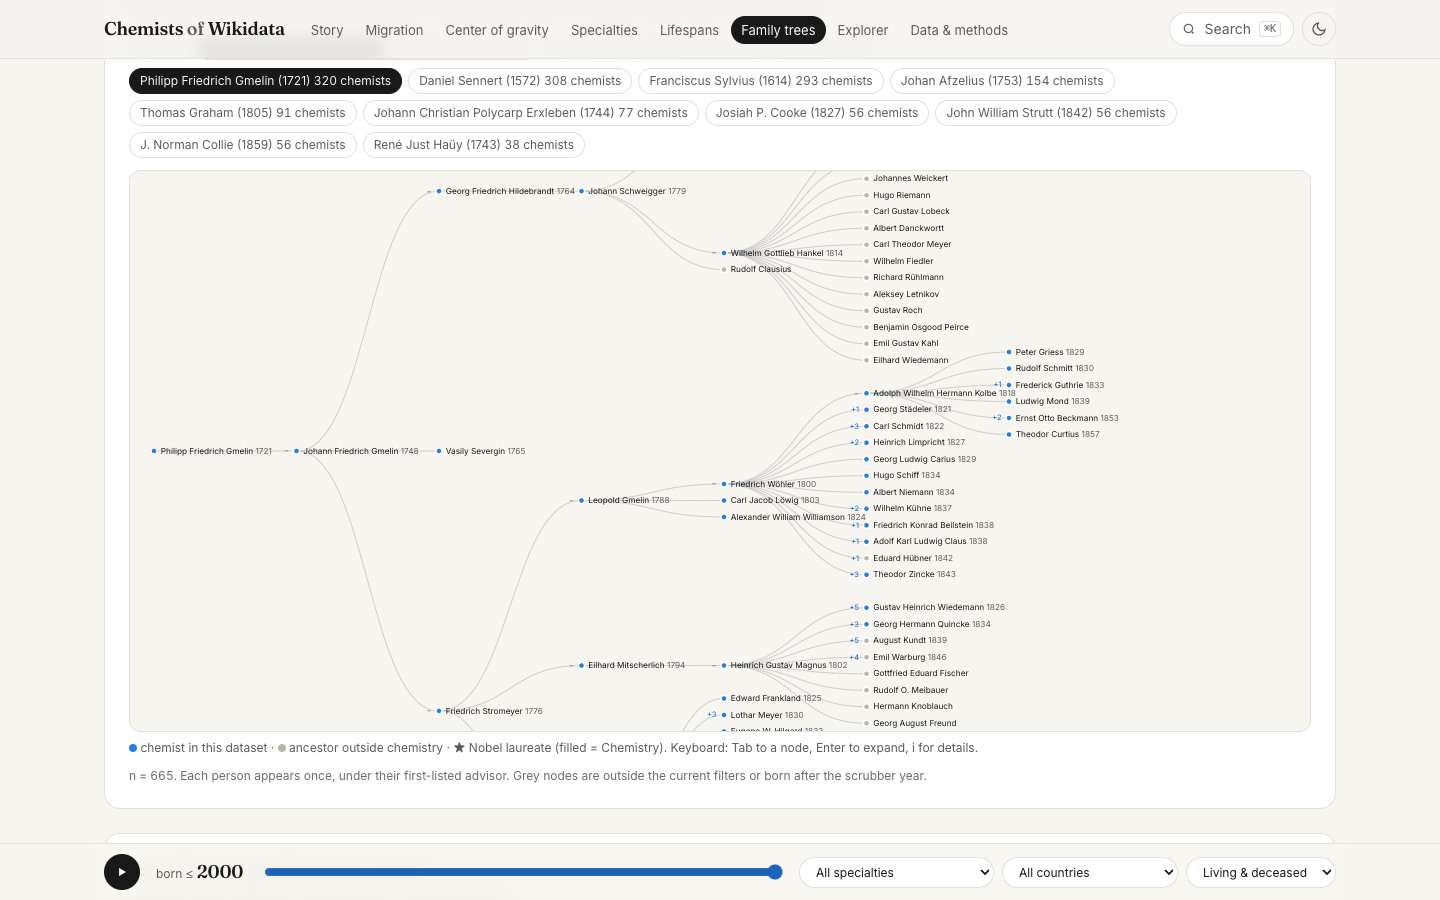 Chemists of Wikidata Story Migration Center of gravity Specialties Lifespans Family trees Explorer Data & methods Search ⌘K
Philipp Friedrich Gmelin (1721) 320 chemists Daniel Sennert (1572) 308 chemists Franciscus Sylvius (1614) 293 chemists Johan Afzelius (1753) 154 chemists
Thomas Graham (1805) 91 chemists Johann Christian Polycarp Erxleben (1744) 77 chemists Josiah P. Cooke (1827) 56 chemists John William Strutt (1842) 56 chemists
J. Norman Collie (1859) 56 chemists René Just Haüy (1743) 38 chemists
Johannes Weickert
– Georg Friedrich Hildebrandt 1764 Johann Schweigger 1779
Hugo Riemann
Carl Gustav Lobeck
Albert Danckwortt
Carl Theodor Meyer
– Wilhelm Gottlieb Hankel 1814
Wilhelm Fiedler
Rudolf Clausius
Richard Rühlmann
Aleksey Letnikov
Gustav Roch
Benjamin Osgood Peirce
Emil Gustav Kahl
Peter Griess 1829
Eilhard Wiedemann
Rudolf Schmitt 1830
+1 Frederick Guthrie 1833
– Adolph Wilhelm Hermann Kolbe 1818
Ludwig Mond 1839
+1 Georg Städeler 1821
+2 Ernst Otto Beckmann 1853
+3 Carl Schmidt 1822
Theodor Curtius 1857
+2 Heinrich Limpricht 1827
Philipp Friedrich Gmelin 1721 – Johann Friedrich Gmelin 1748 Vasily Severgin 1765
Georg Ludwig Carius 1829
Hugo Schiff 1834
– Friedrich Wöhler 1800
Albert Niemann 1834
– Leopold Gmelin 1788 Carl Jacob Löwig 1803
+2 Wilhelm Kühne 1837
Alexander William Williamson 1824
+1 Friedrich Konrad Beilstein 1838
+1 Adolf Karl Ludwig Claus 1838
+1 Eduard Hübner 1842
+3 Theodor Zincke 1843
+5 Gustav Heinrich Wiedemann 1826
+3 Georg Hermann Quincke 1834
+5 August Kundt 1839
+4 Emil Warburg 1846
– Eilhard Mitscherlich 1794 – Heinrich Gustav Magnus 1802
Gottfried Eduard Fischer
Rudolf O. Meibauer
Edward Frankland 1825
Hermann Knoblauch
– Friedrich Stromeyer 1776
+3 Lothar Meyer 1830
George August Freund
Eugene W. Hilgard 1833
chemist in this dataset · ancestor outside chemistry · ★ Nobel laureate (filled = Chemistry). Keyboard: Tab to a node, Enter to expand, i for details.
n = 665. Each person appears once, under their first-listed advisor. Grey nodes are outside the current filters or born after the scrubber year.
born ≤ 2000 All specialties All countries Living & deceased